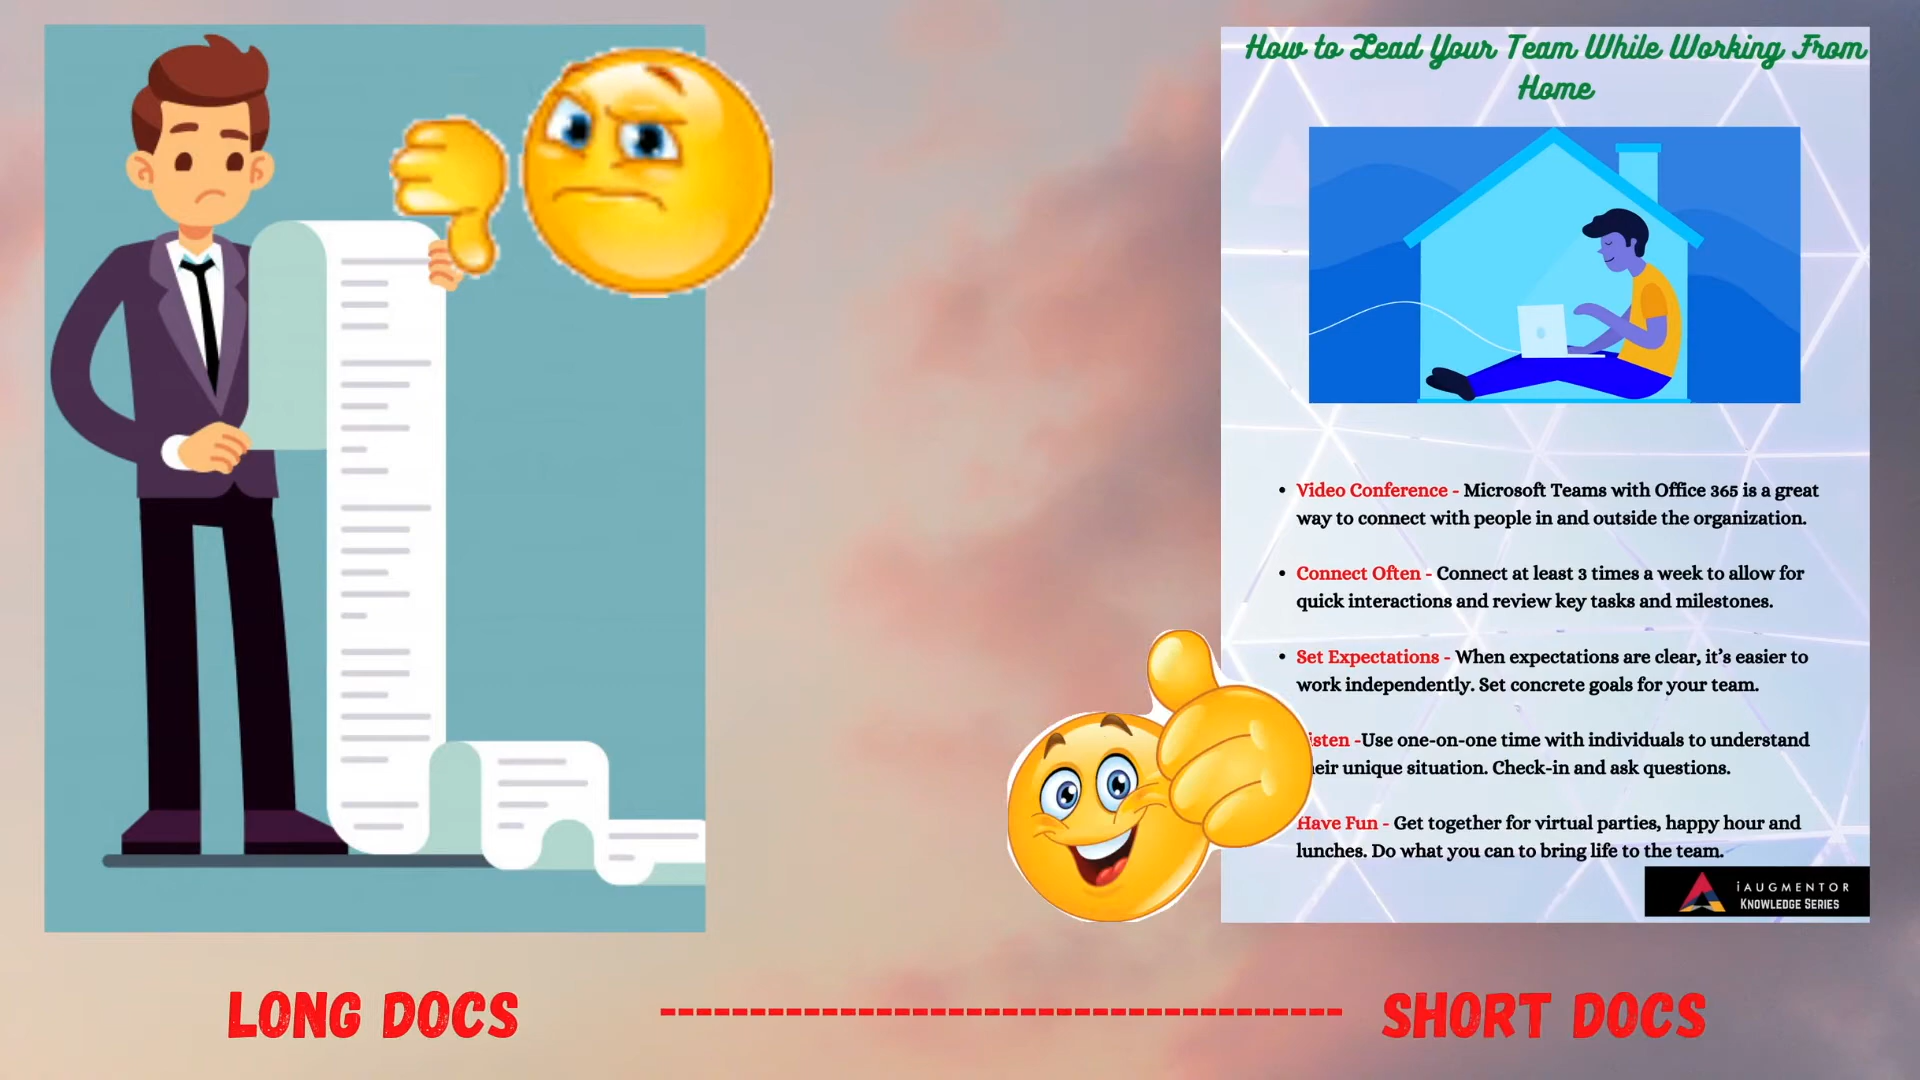 How to Lead Your Team While Working From
Home
• Video Conference - Microsoft Teams with Office 365 is a great
way to connect with people in and outside the organization.
• Connect Often - Connect at least 3 times a week to allow for
quick interactions and review key tasks and milestones.
• Set Expectations - When expectations are clear, it's easier to
work independently. Set concrete goals for your team.
isten -Use one-on-one time with individuals to understand
eir unique situation. Check-in and ask questions.
Have Fun - Get together for virtual parties, happy hour and
lunches. Do what you can to bring life to the team.
iAUGMENTOR
KNOWLEDGE SERIES
LONG DOCS
SHORT DOCS